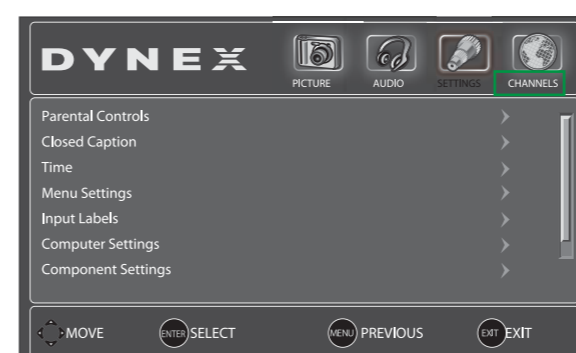 DYNEX
PICTURE AUDIO SETTINGS CHANNELS
Parental Controls
Closed Caption
Time
Menu Settings
Input Labels
Computer Settings
Component Settings
MOVE ENTER SELECT MENU PREVIOUS EXIT EXIT